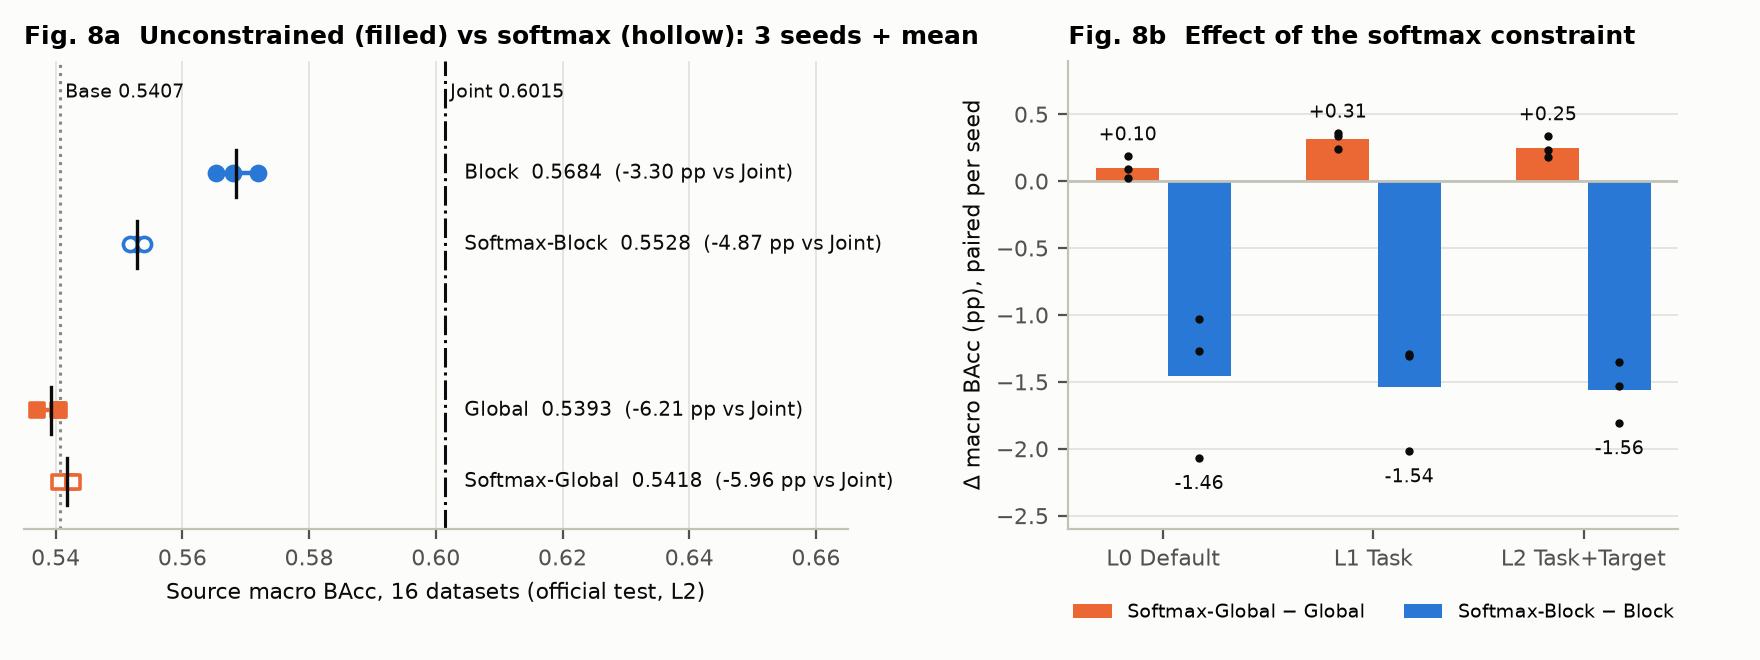 Fig. 8a  Unconstrained (filled) vs softmax (hollow): 3 seeds + mean
Base 0.5407
Joint 0.6015
Block  0.5684  (-3.30 pp vs Joint)
Softmax-Block  0.5528  (-4.87 pp vs Joint)
Global  0.5393  (-6.21 pp vs Joint)
Softmax-Global  0.5418  (-5.96 pp vs Joint)
0.54 0.56 0.58 0.60 0.62 0.64 0.66
Source macro BAcc, 16 datasets (official test, L2)
Fig. 8b  Effect of the softmax constraint
Δ macro BAcc (pp), paired per seed
0.5
0.0
−0.5
−1.0
−1.5
−2.0
−2.5
+0.10
+0.31
+0.25
-1.46
-1.54
-1.56
L0 Default
L1 Task
L2 Task+Target
Softmax-Global − Global
Softmax-Block − Block